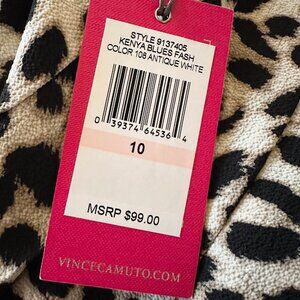 STYLE 9137405
KENYA BLUES FASH
COLOR 108 ANTIQUE WHITE
0 39374 64536 4
10
MSRP $99.00
VINCECAMUTO.COM